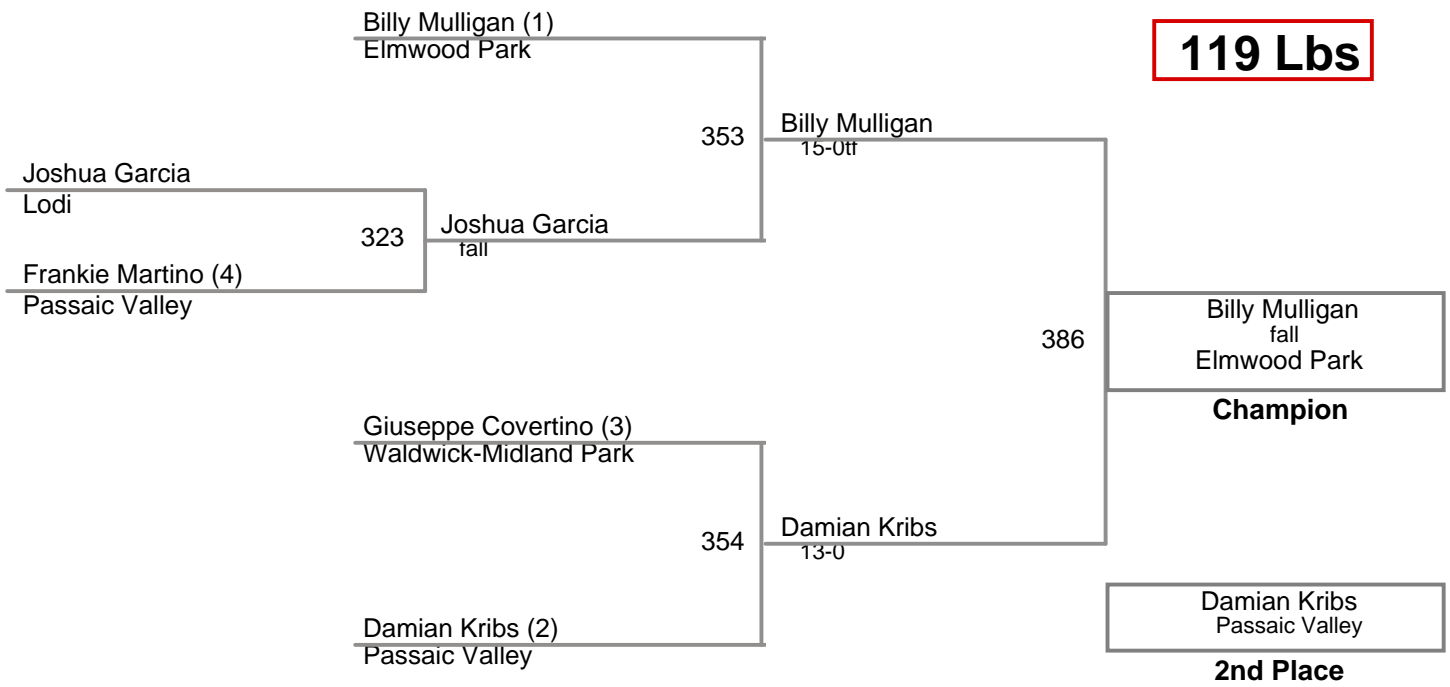 Billy Mulligan (1)
Elmwood Park
119 Lbs
353
Billy Mulligan
15-0tf
Joshua Garcia
Lodi
323
Joshua Garcia
fall
Frankie Martino (4)
Passaic Valley
386
Billy Mulligan
fall
Elmwood Park
Champion
Giuseppe Covertino (3)
Waldwick-Midland Park
354
Damian Kribs
13-0
Damian Kribs (2)
Passaic Valley
Damian Kribs
Passaic Valley
2nd Place